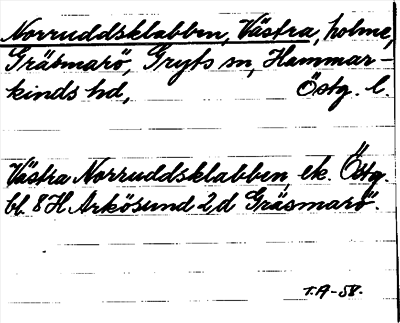 Norruddsklabben, Västra, holme,
Gräsmarö, Gryts sn, Hammar-
kinds hd, Östg. l.
Västra Norruddsklabben, ek. Östg.
bl. 8 H Arkösund 2,d Gräsmarö.
T.A-58.